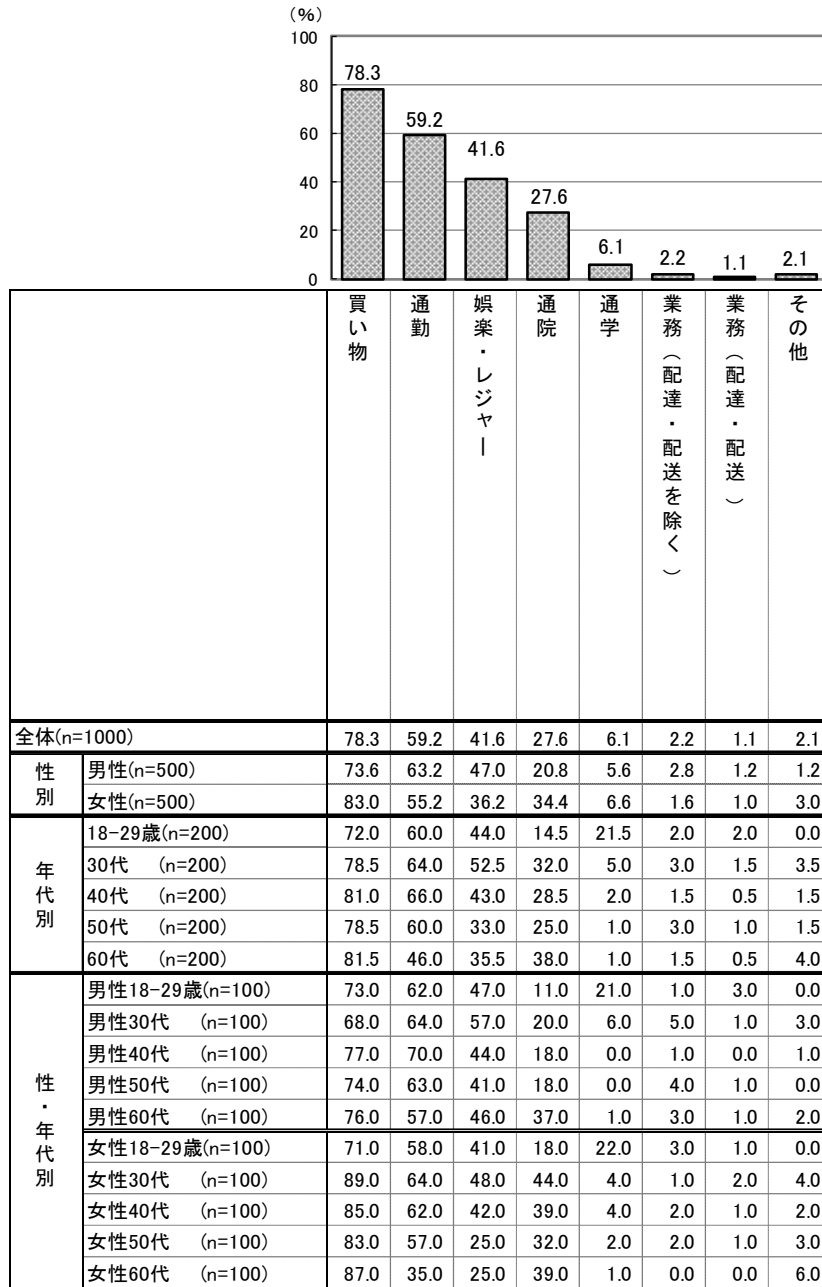 （%）
100
80
60
40
20
0
78.3
59.2
41.6
27.6
6.1
2.2
1.1
2.1
買い物
通勤
娯楽・レジャー
通院
通学
業務（配達・配送を除く）
業務（配達・配送）
その他
全体(n=1000) 78.3 59.2 41.6 27.6 6.1 2.2 1.1 2.1
性別
男性(n=500) 73.6 63.2 47.0 20.8 5.6 2.8 1.2 1.2
女性(n=500) 83.0 55.2 36.2 34.4 6.6 1.6 1.0 3.0
年代別
18-29歳(n=200) 72.0 60.0 44.0 14.5 21.5 2.0 2.0 0.0
30代 (n=200) 78.5 64.0 52.5 32.0 5.0 3.0 1.5 3.5
40代 (n=200) 81.0 66.0 43.0 28.5 2.0 1.5 0.5 1.5
50代 (n=200) 78.5 60.0 33.0 25.0 1.0 3.0 1.0 1.5
60代 (n=200) 81.5 46.0 35.5 38.0 1.0 1.5 0.5 4.0
性・年代別
男性18-29歳(n=100) 73.0 62.0 47.0 11.0 21.0 1.0 3.0 0.0
男性30代 (n=100) 68.0 64.0 57.0 20.0 6.0 5.0 1.0 3.0
男性40代 (n=100) 77.0 70.0 44.0 18.0 0.0 1.0 0.0 1.0
男性50代 (n=100) 74.0 63.0 41.0 18.0 0.0 4.0 1.0 0.0
男性60代 (n=100) 76.0 57.0 46.0 37.0 1.0 3.0 1.0 2.0
女性18-29歳(n=100) 71.0 58.0 41.0 18.0 22.0 3.0 1.0 0.0
女性30代 (n=100) 89.0 64.0 48.0 44.0 4.0 1.0 2.0 4.0
女性40代 (n=100) 85.0 62.0 42.0 39.0 4.0 2.0 1.0 2.0
女性50代 (n=100) 83.0 57.0 25.0 32.0 2.0 2.0 1.0 3.0
女性60代 (n=100) 87.0 35.0 25.0 39.0 1.0 0.0 0.0 6.0